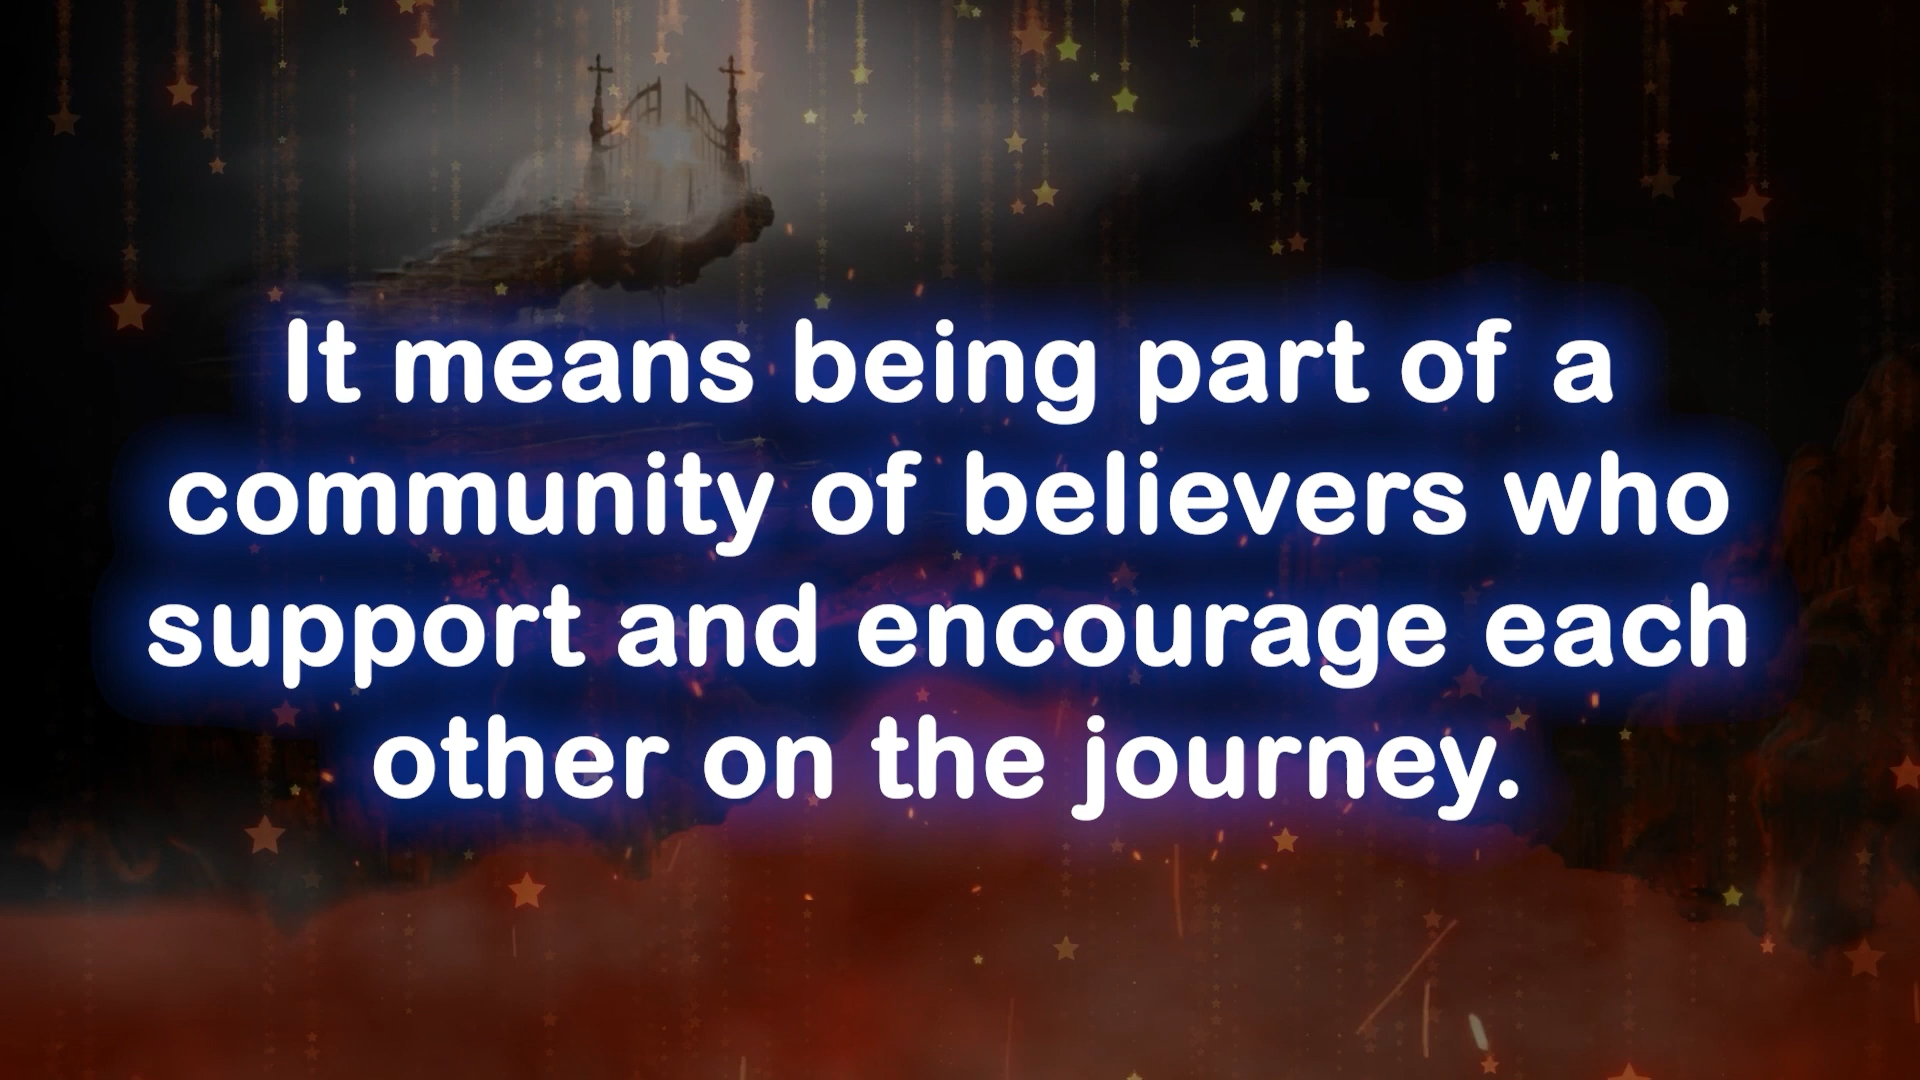 It means being part of a
community of believers who
support and encourage each
other on the journey.